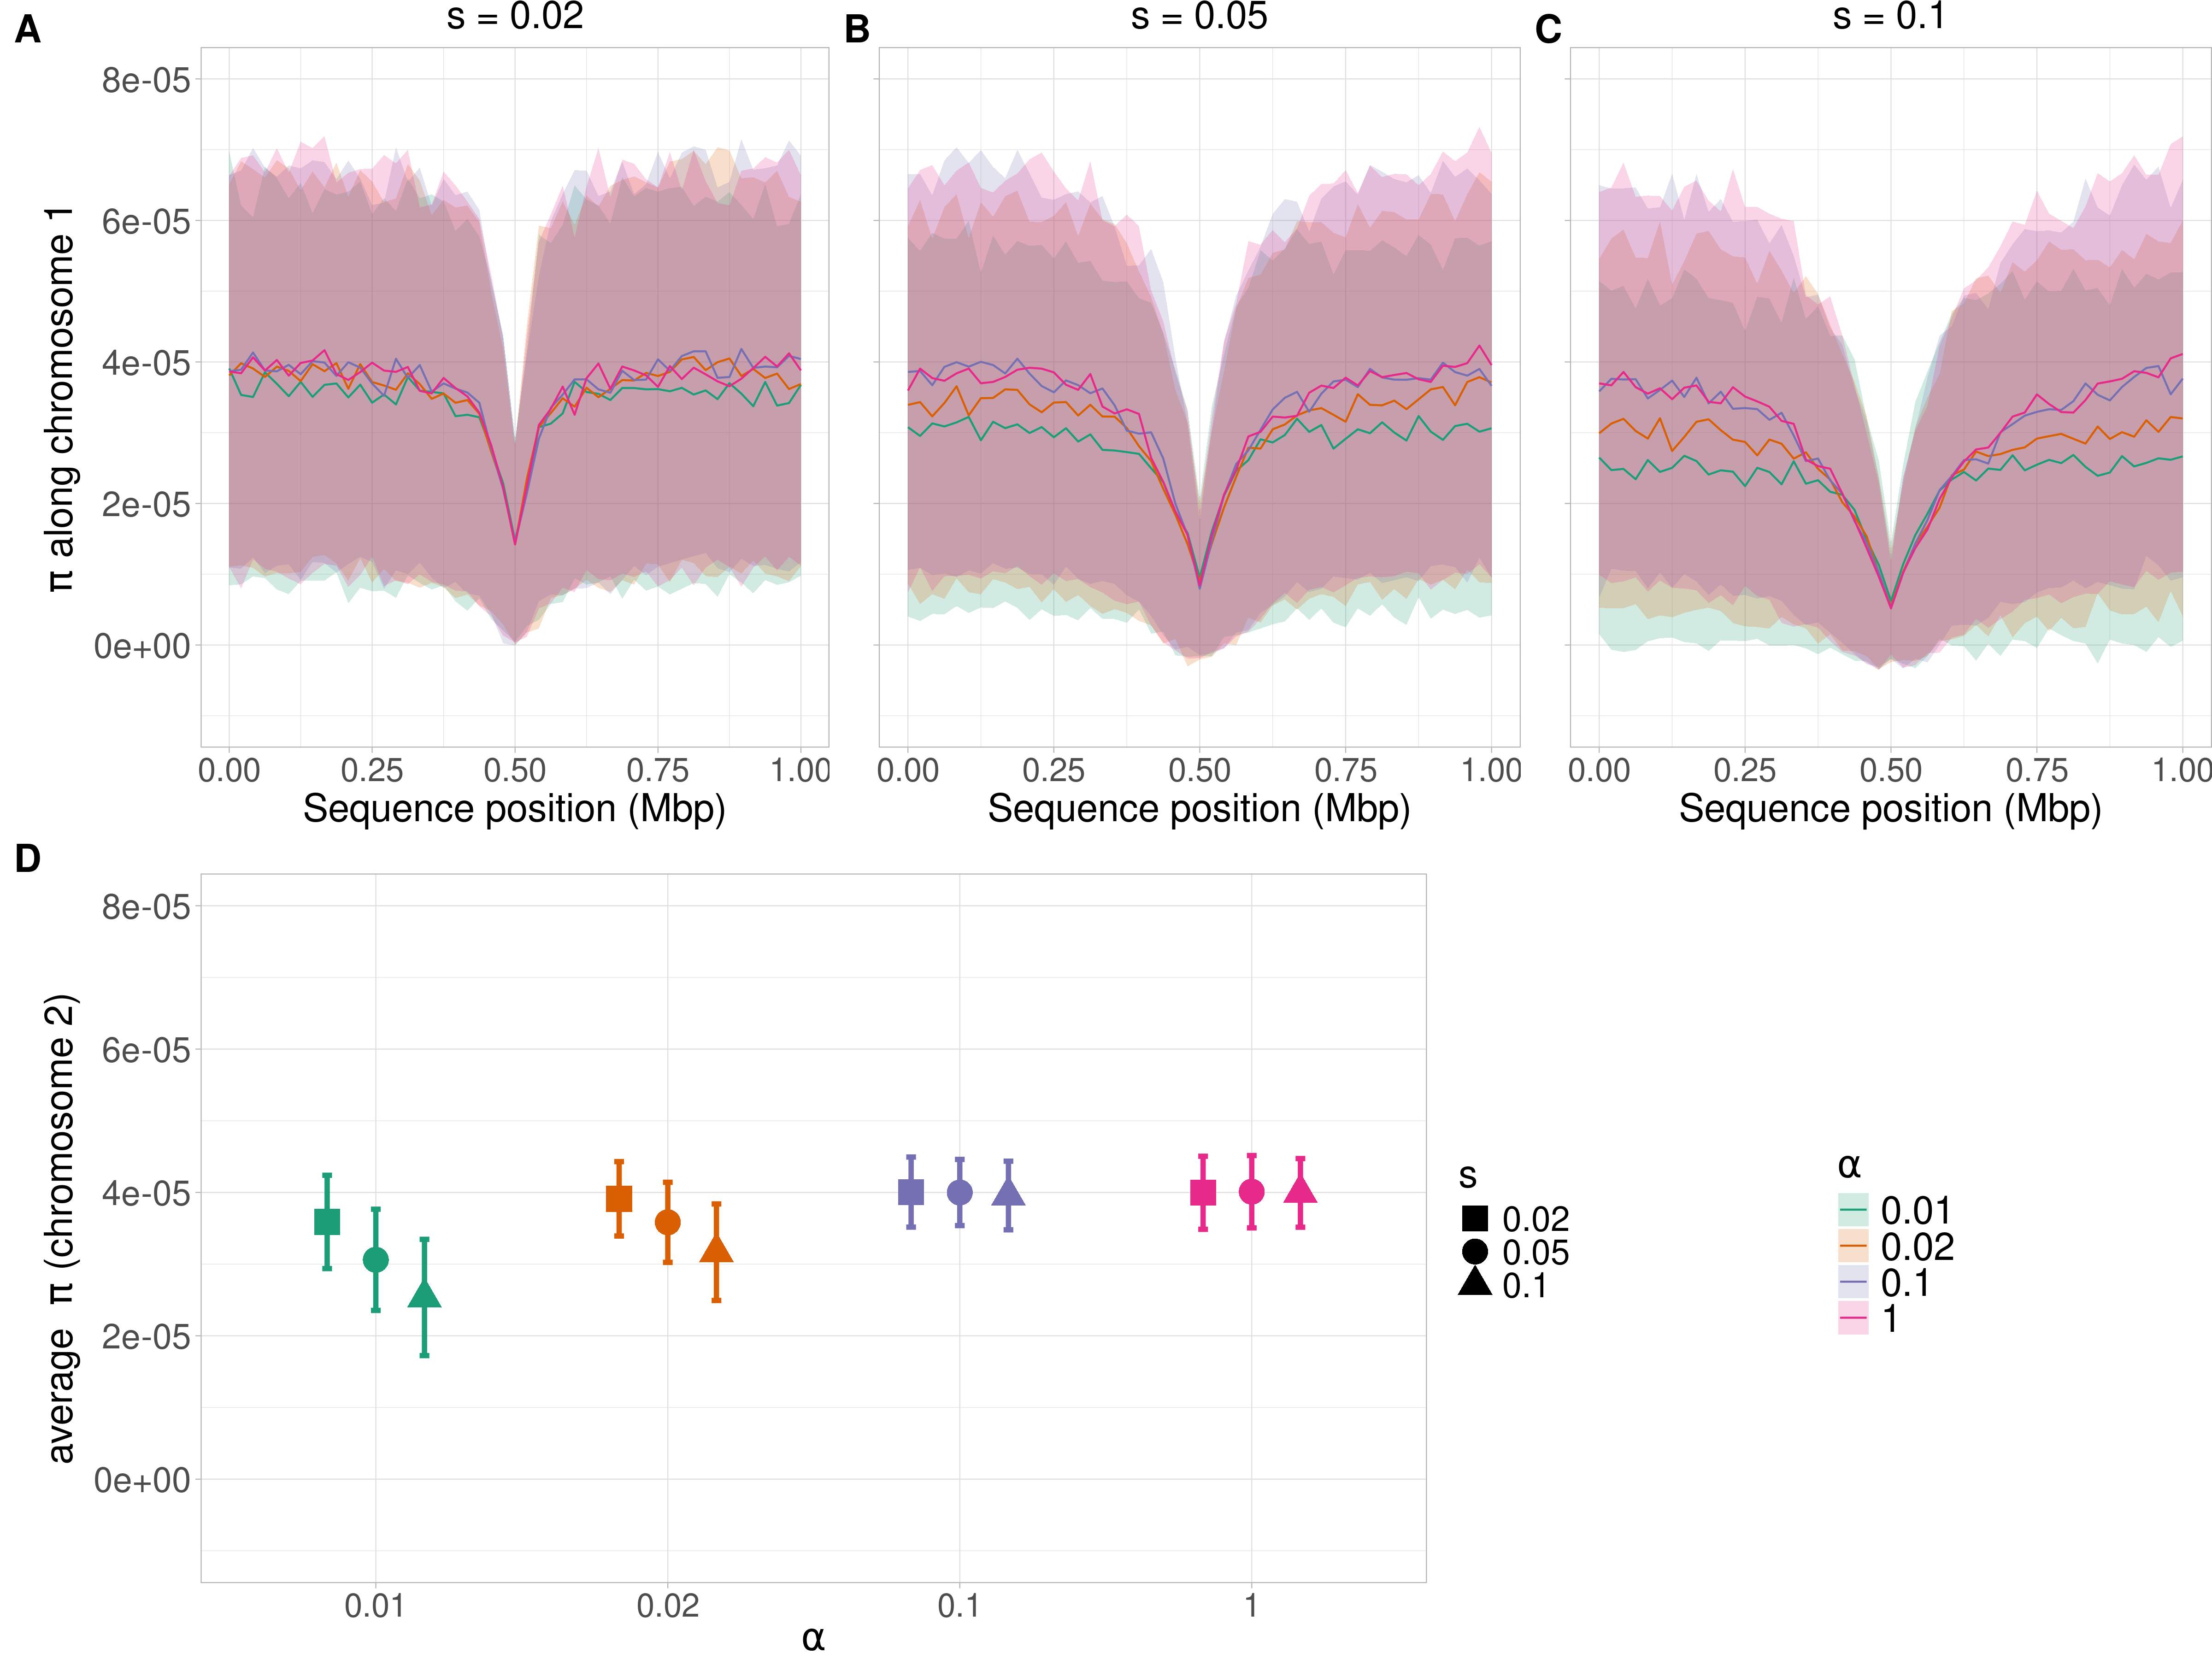 A
s = 0.02
B
s = 0.05
C
s = 0.1
π along chromosome 1
8e-05
6e-05
4e-05
2e-05
0e+00
0.00 0.25 0.50 0.75 1.00
0.00 0.25 0.50 0.75 1.00
0.00 0.25 0.50 0.75 1.00
Sequence position (Mbp)
Sequence position (Mbp)
Sequence position (Mbp)
D
average π (chromosome 2)
8e-05
6e-05
4e-05
2e-05
0e+00
0.01 0.02 0.1 1
α
s
0.02
0.05
0.1
α
0.01
0.02
0.1
1